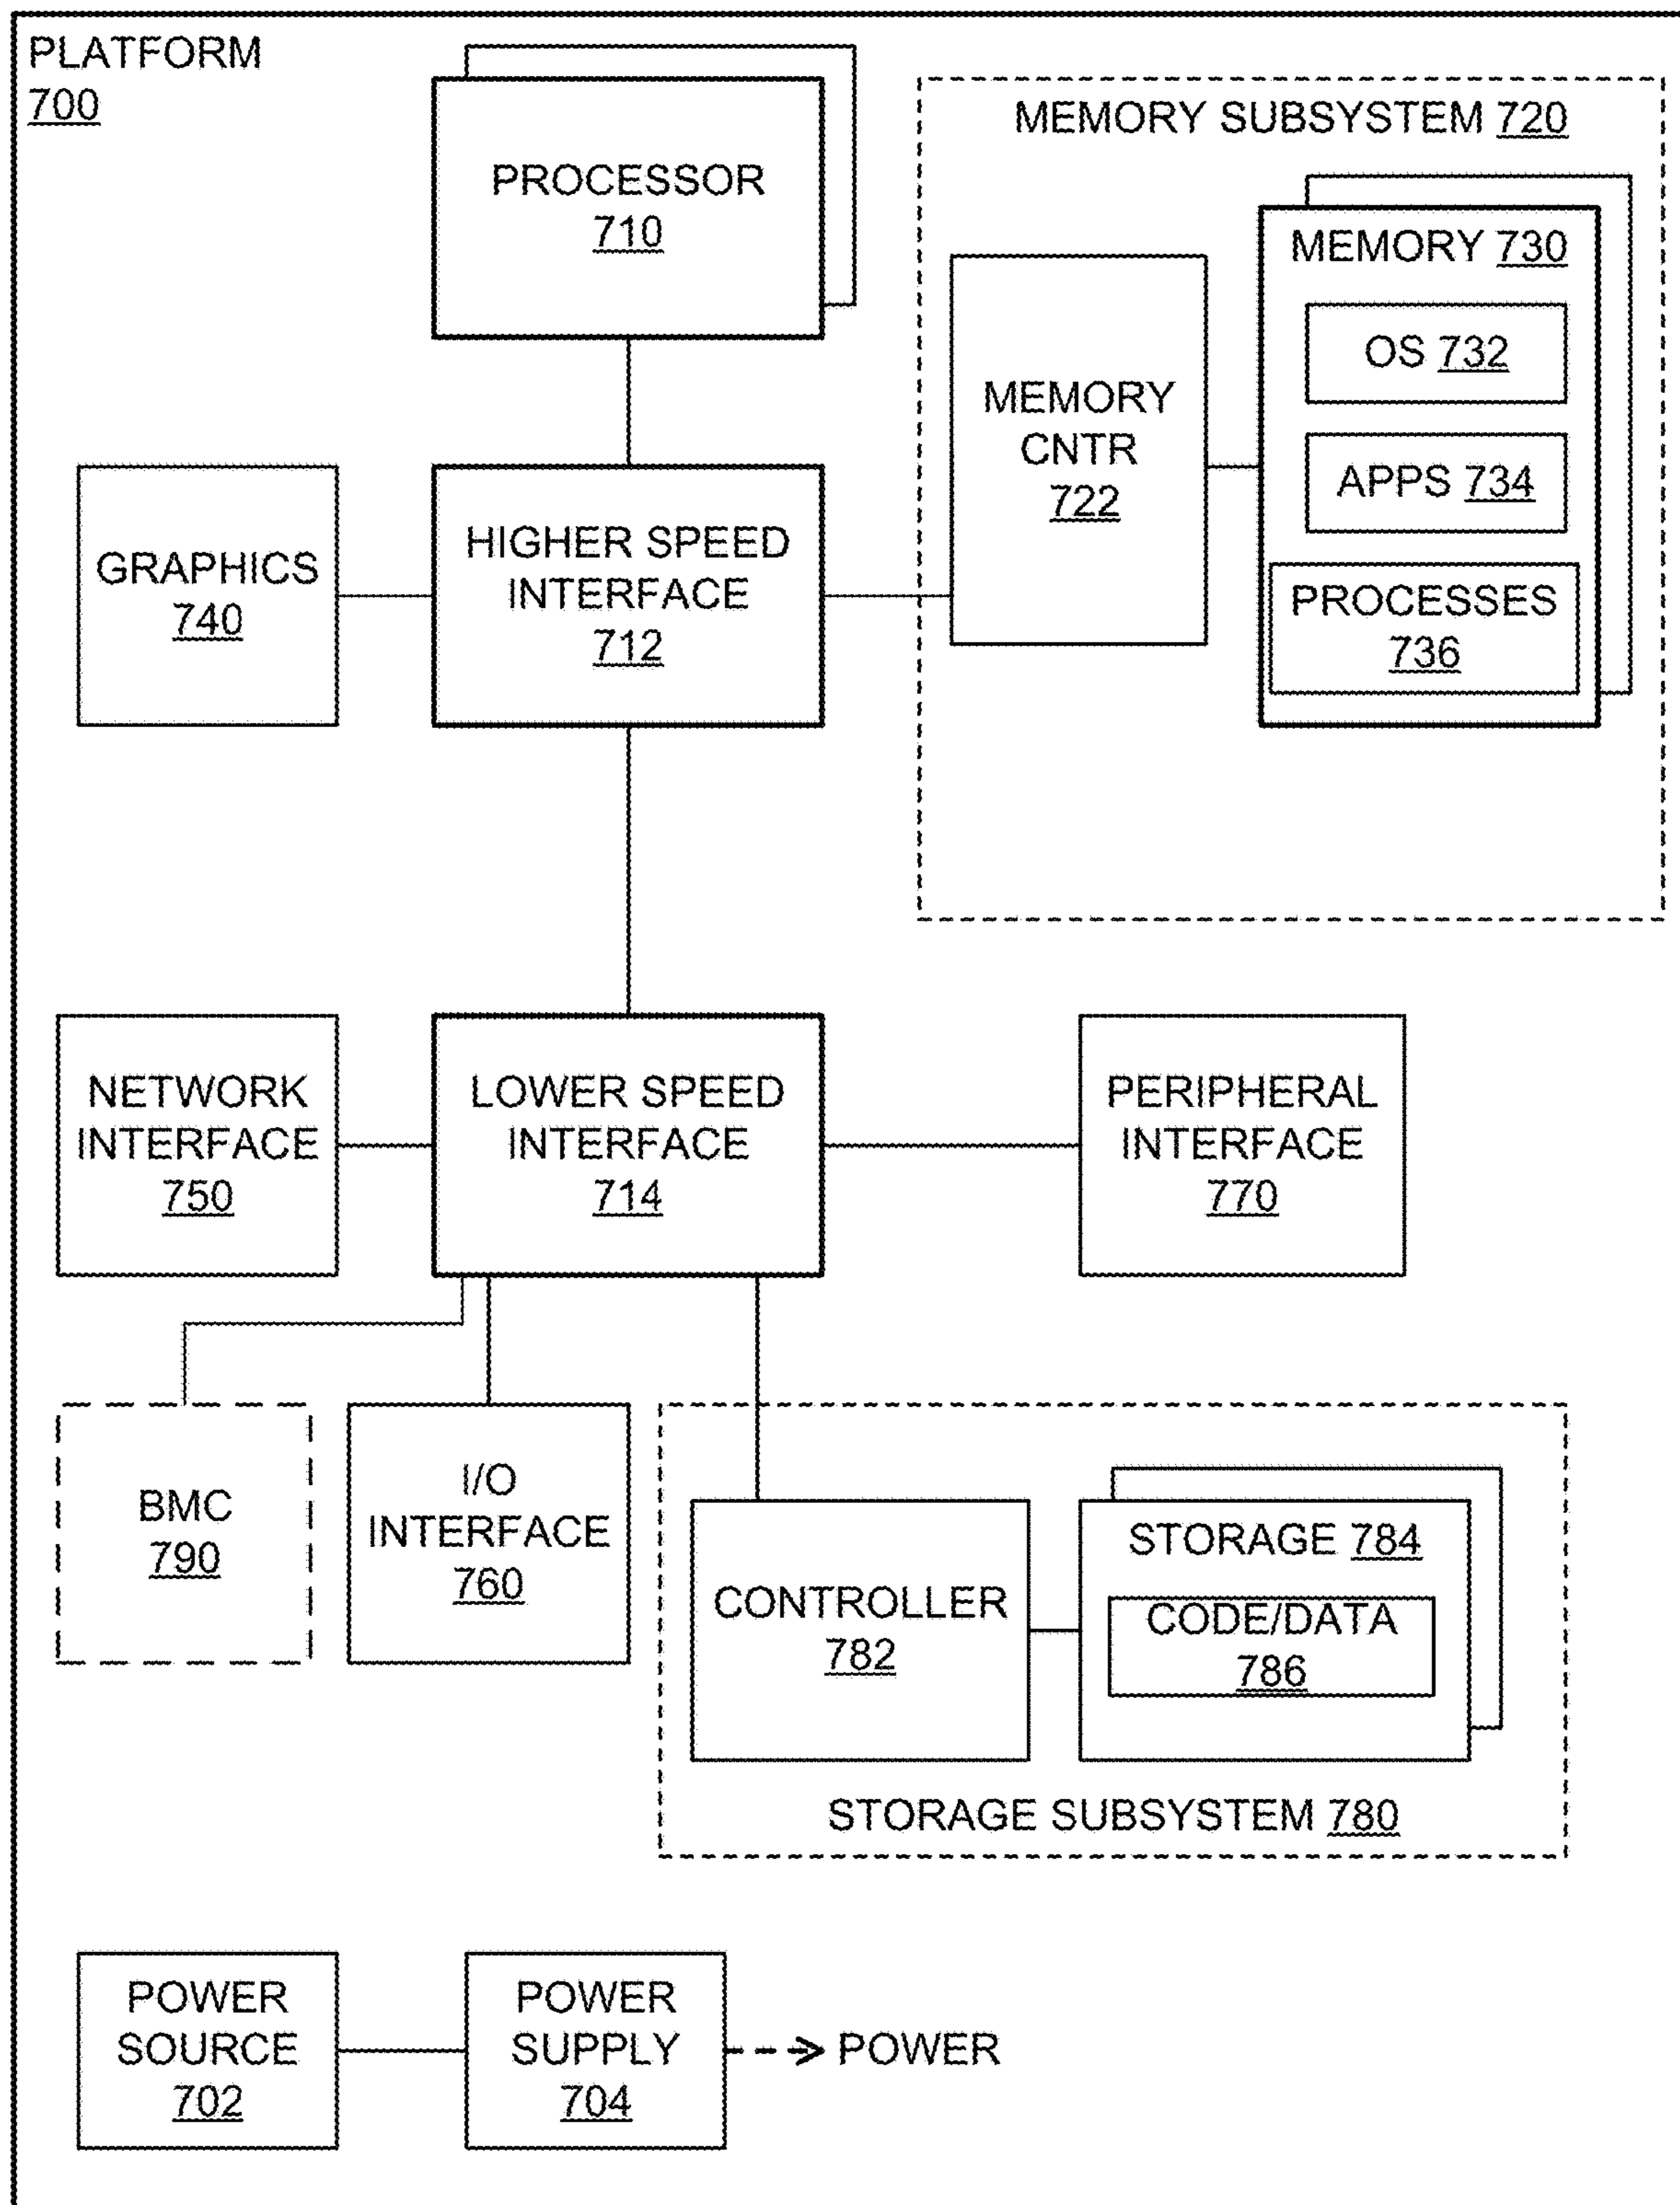 PLATFORM
700
PROCESSOR
710
MEMORY SUBSYSTEM 720
MEMORY
CNTR
722
MEMORY 730
OS 732
APPS 734
PROCESSES
736
GRAPHICS
740
HIGHER SPEED
INTERFACE
712
NETWORK
INTERFACE
750
LOWER SPEED
INTERFACE
714
PERIPHERAL
INTERFACE
770
BMC
790
I/O
INTERFACE
760
CONTROLLER
782
STORAGE 784
CODE/DATA
786
STORAGE SUBSYSTEM 780
POWER
SOURCE
702
POWER
SUPPLY
704
POWER